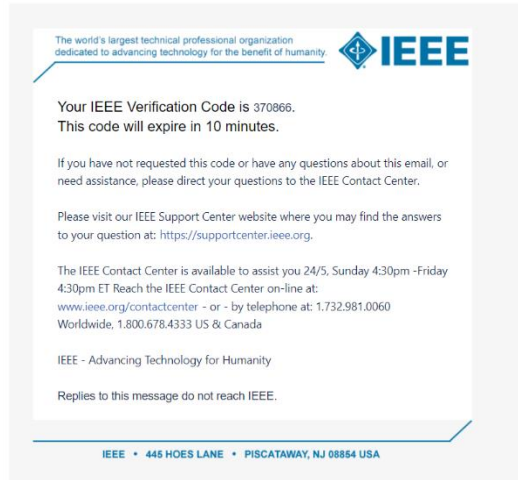 The world's largest technical professional organization
dedicated to advancing technology for the benefit of humanity.
IEEE
Your IEEE Verification Code is 370866.
This code will expire in 10 minutes.
If you have not requested this code or have any questions about this email, or
need assistance, please direct your questions to the IEEE Contact Center.
Please visit our IEEE Support Center website where you may find the answers
to your question at: https://supportcenter.ieee.org.
The IEEE Contact Center is available to assist you 24/5, Sunday 4:30pm -Friday
4:30pm ET Reach the IEEE Contact Center on-line at:
www.ieee.org/contactcenter - or - by telephone at: 1.732.981.0060
Worldwide, 1.800.678.4333 US & Canada
IEEE - Advancing Technology for Humanity
Replies to this message do not reach IEEE.
IEEE • 445 HOES LANE • PISCATAWAY, NJ 08854 USA